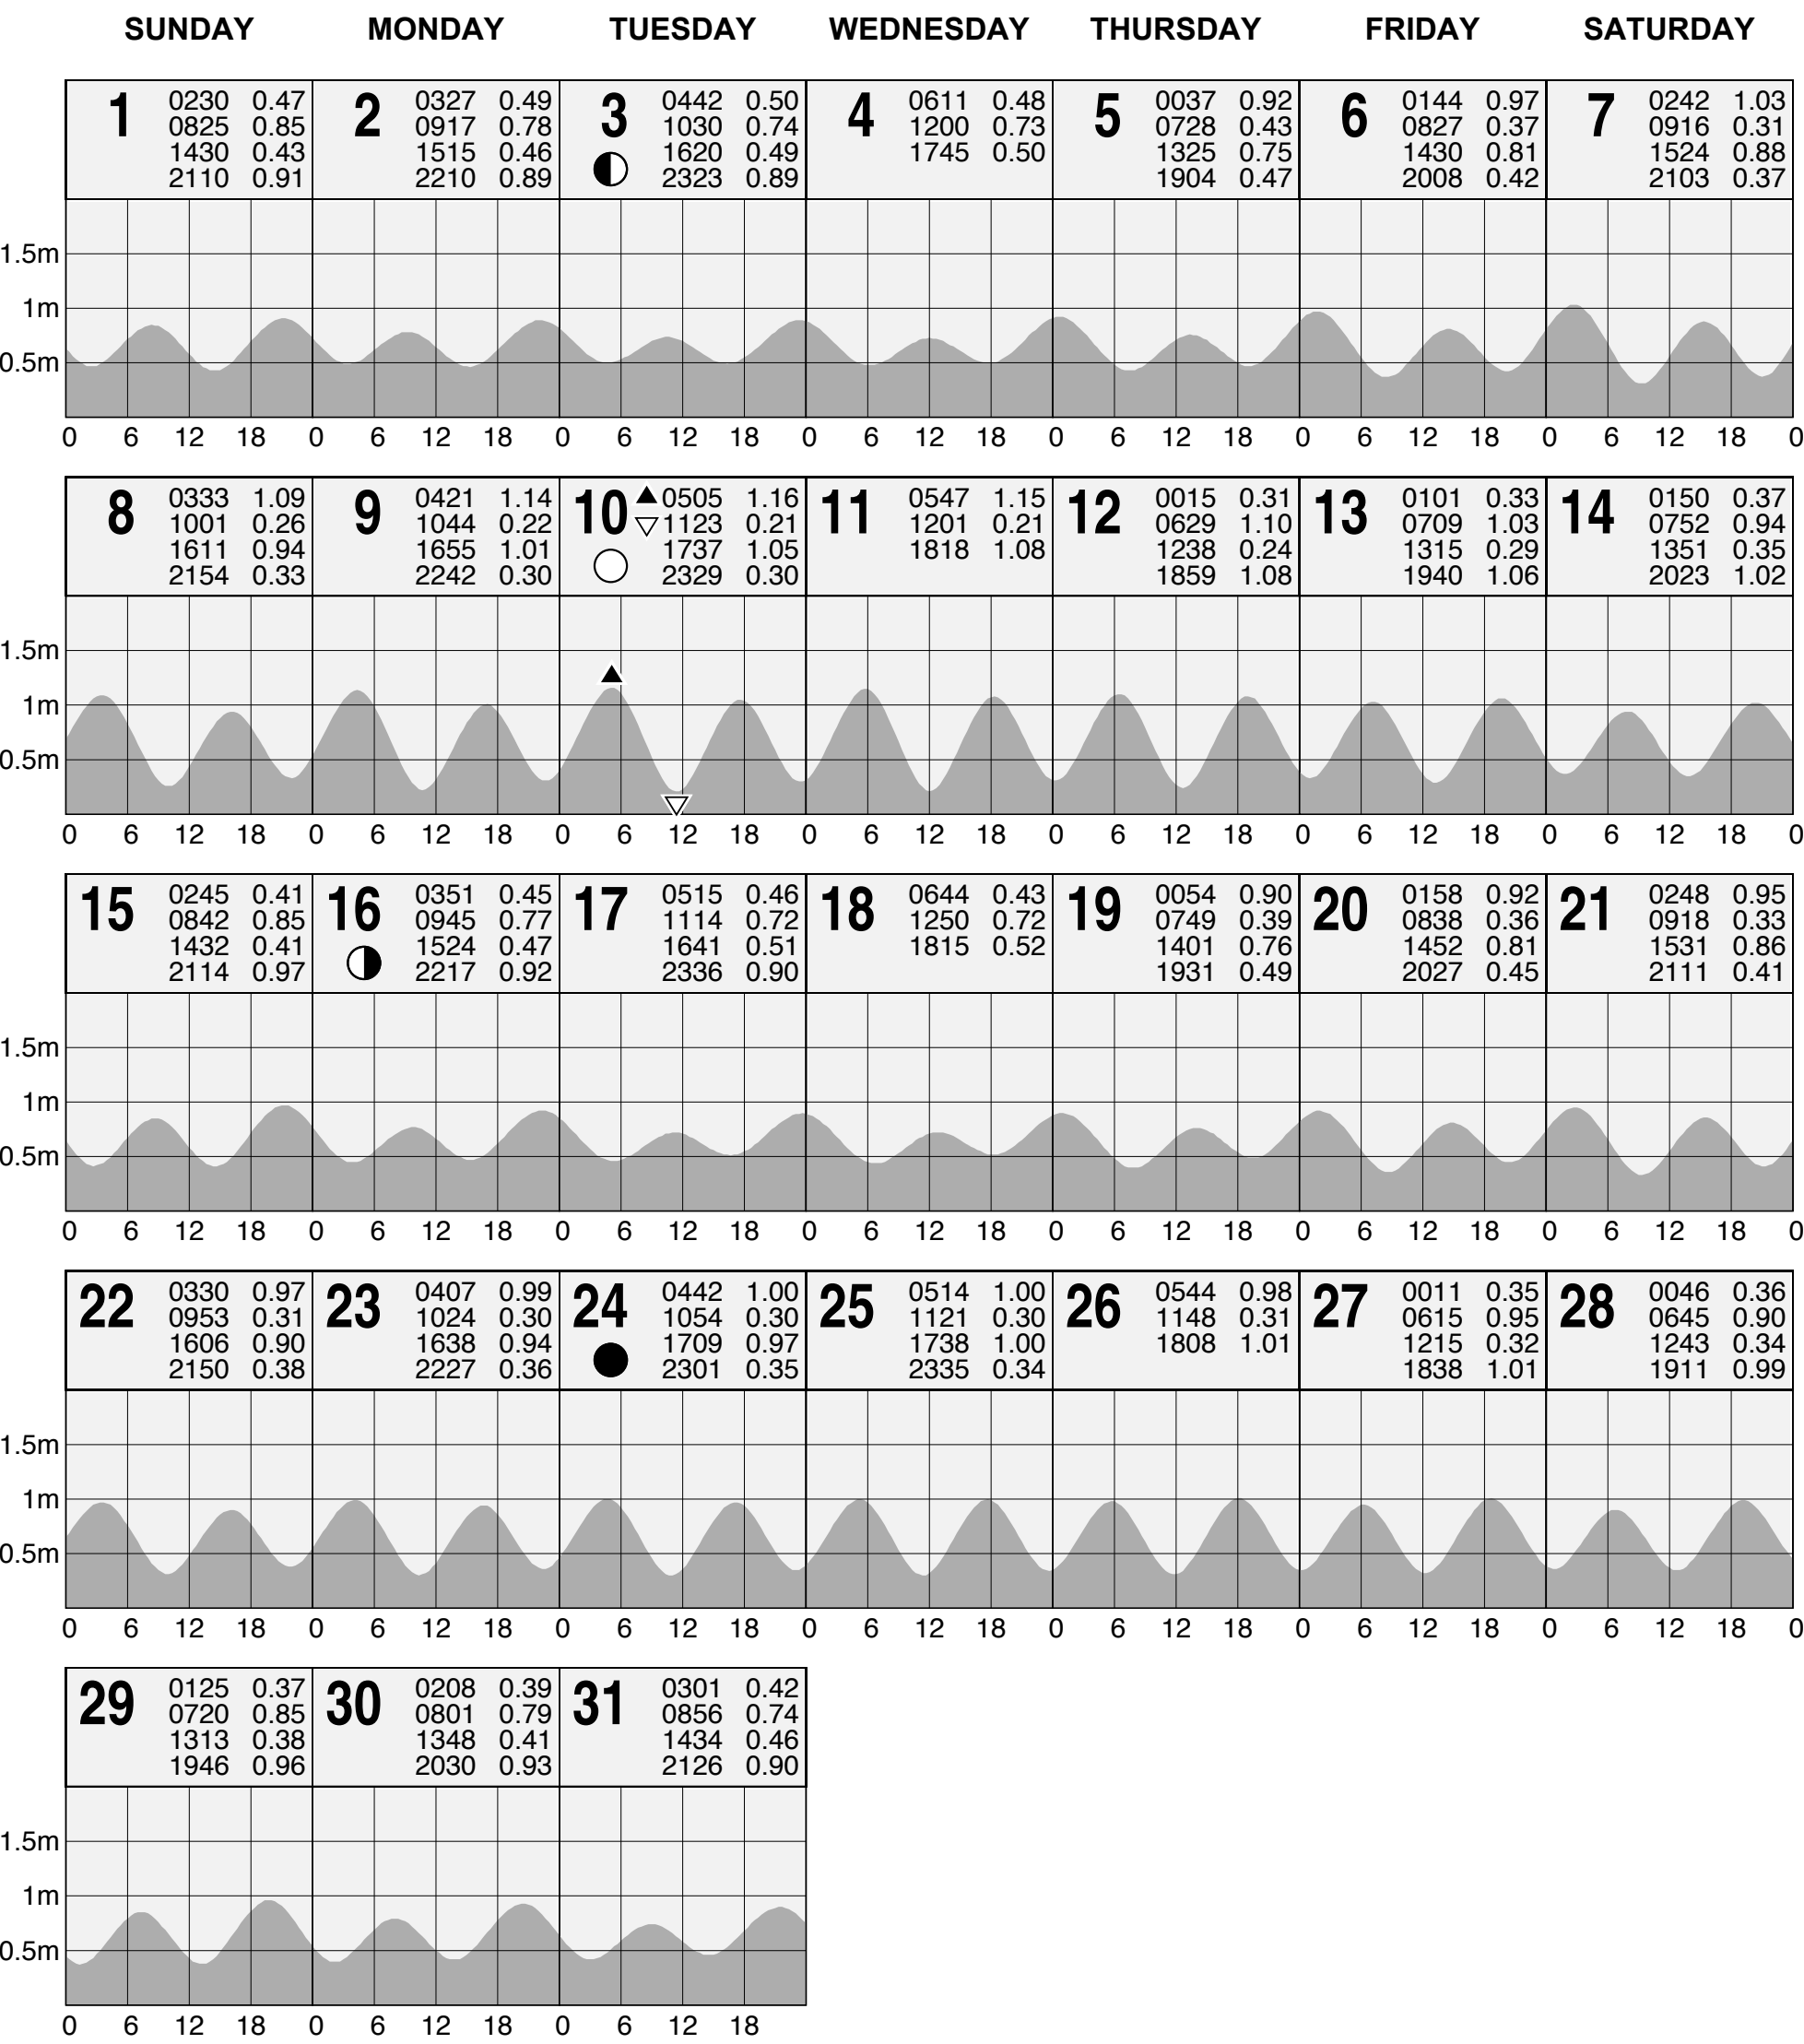 SUNDAY MONDAY TUESDAY WEDNESDAY THURSDAY FRIDAY SATURDAY
1 0230 0.47
0825 0.85
1430 0.43
2110 0.91
2 0327 0.49
0917 0.78
1515 0.46
2210 0.89
3 0442 0.50
1030 0.74
1620 0.49
2323 0.89
4 0611 0.48
1200 0.73
1745 0.50
5 0037 0.92
0728 0.43
1325 0.75
1904 0.47
6 0144 0.97
0827 0.37
1430 0.81
2008 0.42
7 0242 1.03
0916 0.31
1524 0.88
2103 0.37
1.5m
1m
0.5m
0 6 12 18 0 6 12 18 0 6 12 18 0 6 12 18 0 6 12 18 0 6 12 18 0 6 12 18 0
8 0333 1.09
1001 0.26
1611 0.94
2154 0.33
9 0421 1.14
1044 0.22
1655 1.01
2242 0.30
10 0505 1.16
1123 0.21
1737 1.05
2329 0.30
11 0547 1.15
1201 0.21
1818 1.08
12 0015 0.31
0629 1.10
1238 0.24
1859 1.08
13 0101 0.33
0709 1.03
1315 0.29
1940 1.06
14 0150 0.37
0752 0.94
1351 0.35
2023 1.02
1.5m
1m
0.5m
0 6 12 18 0 6 12 18 0 6 12 18 0 6 12 18 0 6 12 18 0 6 12 18 0 6 12 18 0
15 0245 0.41
0842 0.85
1432 0.41
2114 0.97
16 0351 0.45
0945 0.77
1524 0.47
2217 0.92
17 0515 0.46
1114 0.72
1641 0.51
2336 0.90
18 0644 0.43
1250 0.72
1815 0.52
19 0054 0.90
0749 0.39
1401 0.76
1931 0.49
20 0158 0.92
0838 0.36
1452 0.81
2027 0.45
21 0248 0.95
0918 0.33
1531 0.86
2111 0.41
1.5m
1m
0.5m
0 6 12 18 0 6 12 18 0 6 12 18 0 6 12 18 0 6 12 18 0 6 12 18 0 6 12 18 0
22 0330 0.97
0953 0.31
1606 0.90
2150 0.38
23 0407 0.99
1024 0.30
1638 0.94
2227 0.36
24 0442 1.00
1054 0.30
1709 0.97
2301 0.35
25 0514 1.00
1121 0.30
1738 1.00
2335 0.34
26 0544 0.98
1148 0.31
1808 1.01
27 0011 0.35
0615 0.95
1215 0.32
1838 1.01
28 0046 0.36
0645 0.90
1243 0.34
1911 0.99
1.5m
1m
0.5m
0 6 12 18 0 6 12 18 0 6 12 18 0 6 12 18 0 6 12 18 0 6 12 18 0 6 12 18 0
29 0125 0.37
0720 0.85
1313 0.38
1946 0.96
30 0208 0.39
0801 0.79
1348 0.41
2030 0.93
31 0301 0.42
0856 0.74
1434 0.46
2126 0.90
1.5m
1m
0.5m
0 6 12 18 0 6 12 18 0 6 12 18